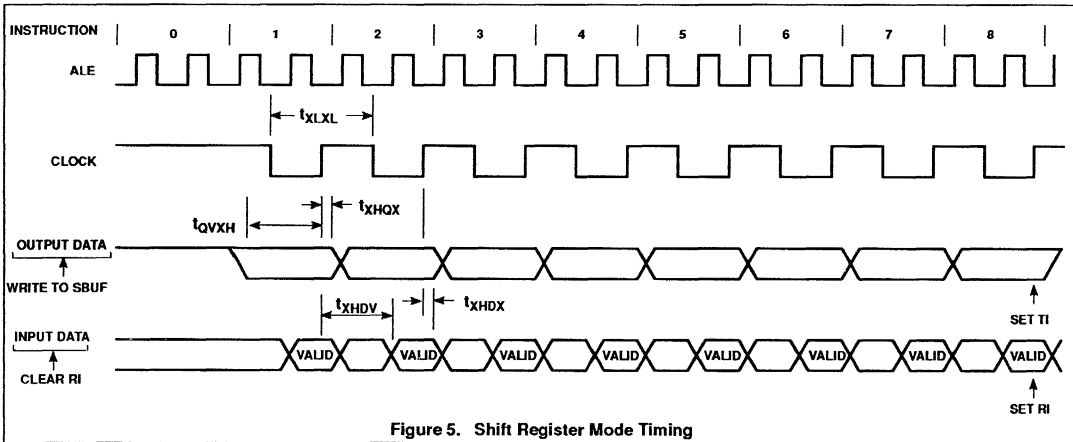 INSTRUCTION | 0 | 1 | 2 | 3 | 4 | 5 | 6 | 7 | 8 |
ALE
tXLXL
CLOCK
tQVXH
tXHQX
OUTPUT DATA
WRITE TO SBUF
SET TI
tXHDV
tXHDX
INPUT DATA
VALID VALID VALID VALID VALID VALID VALID VALID
CLEAR RI
SET RI
Figure 5. Shift Register Mode Timing